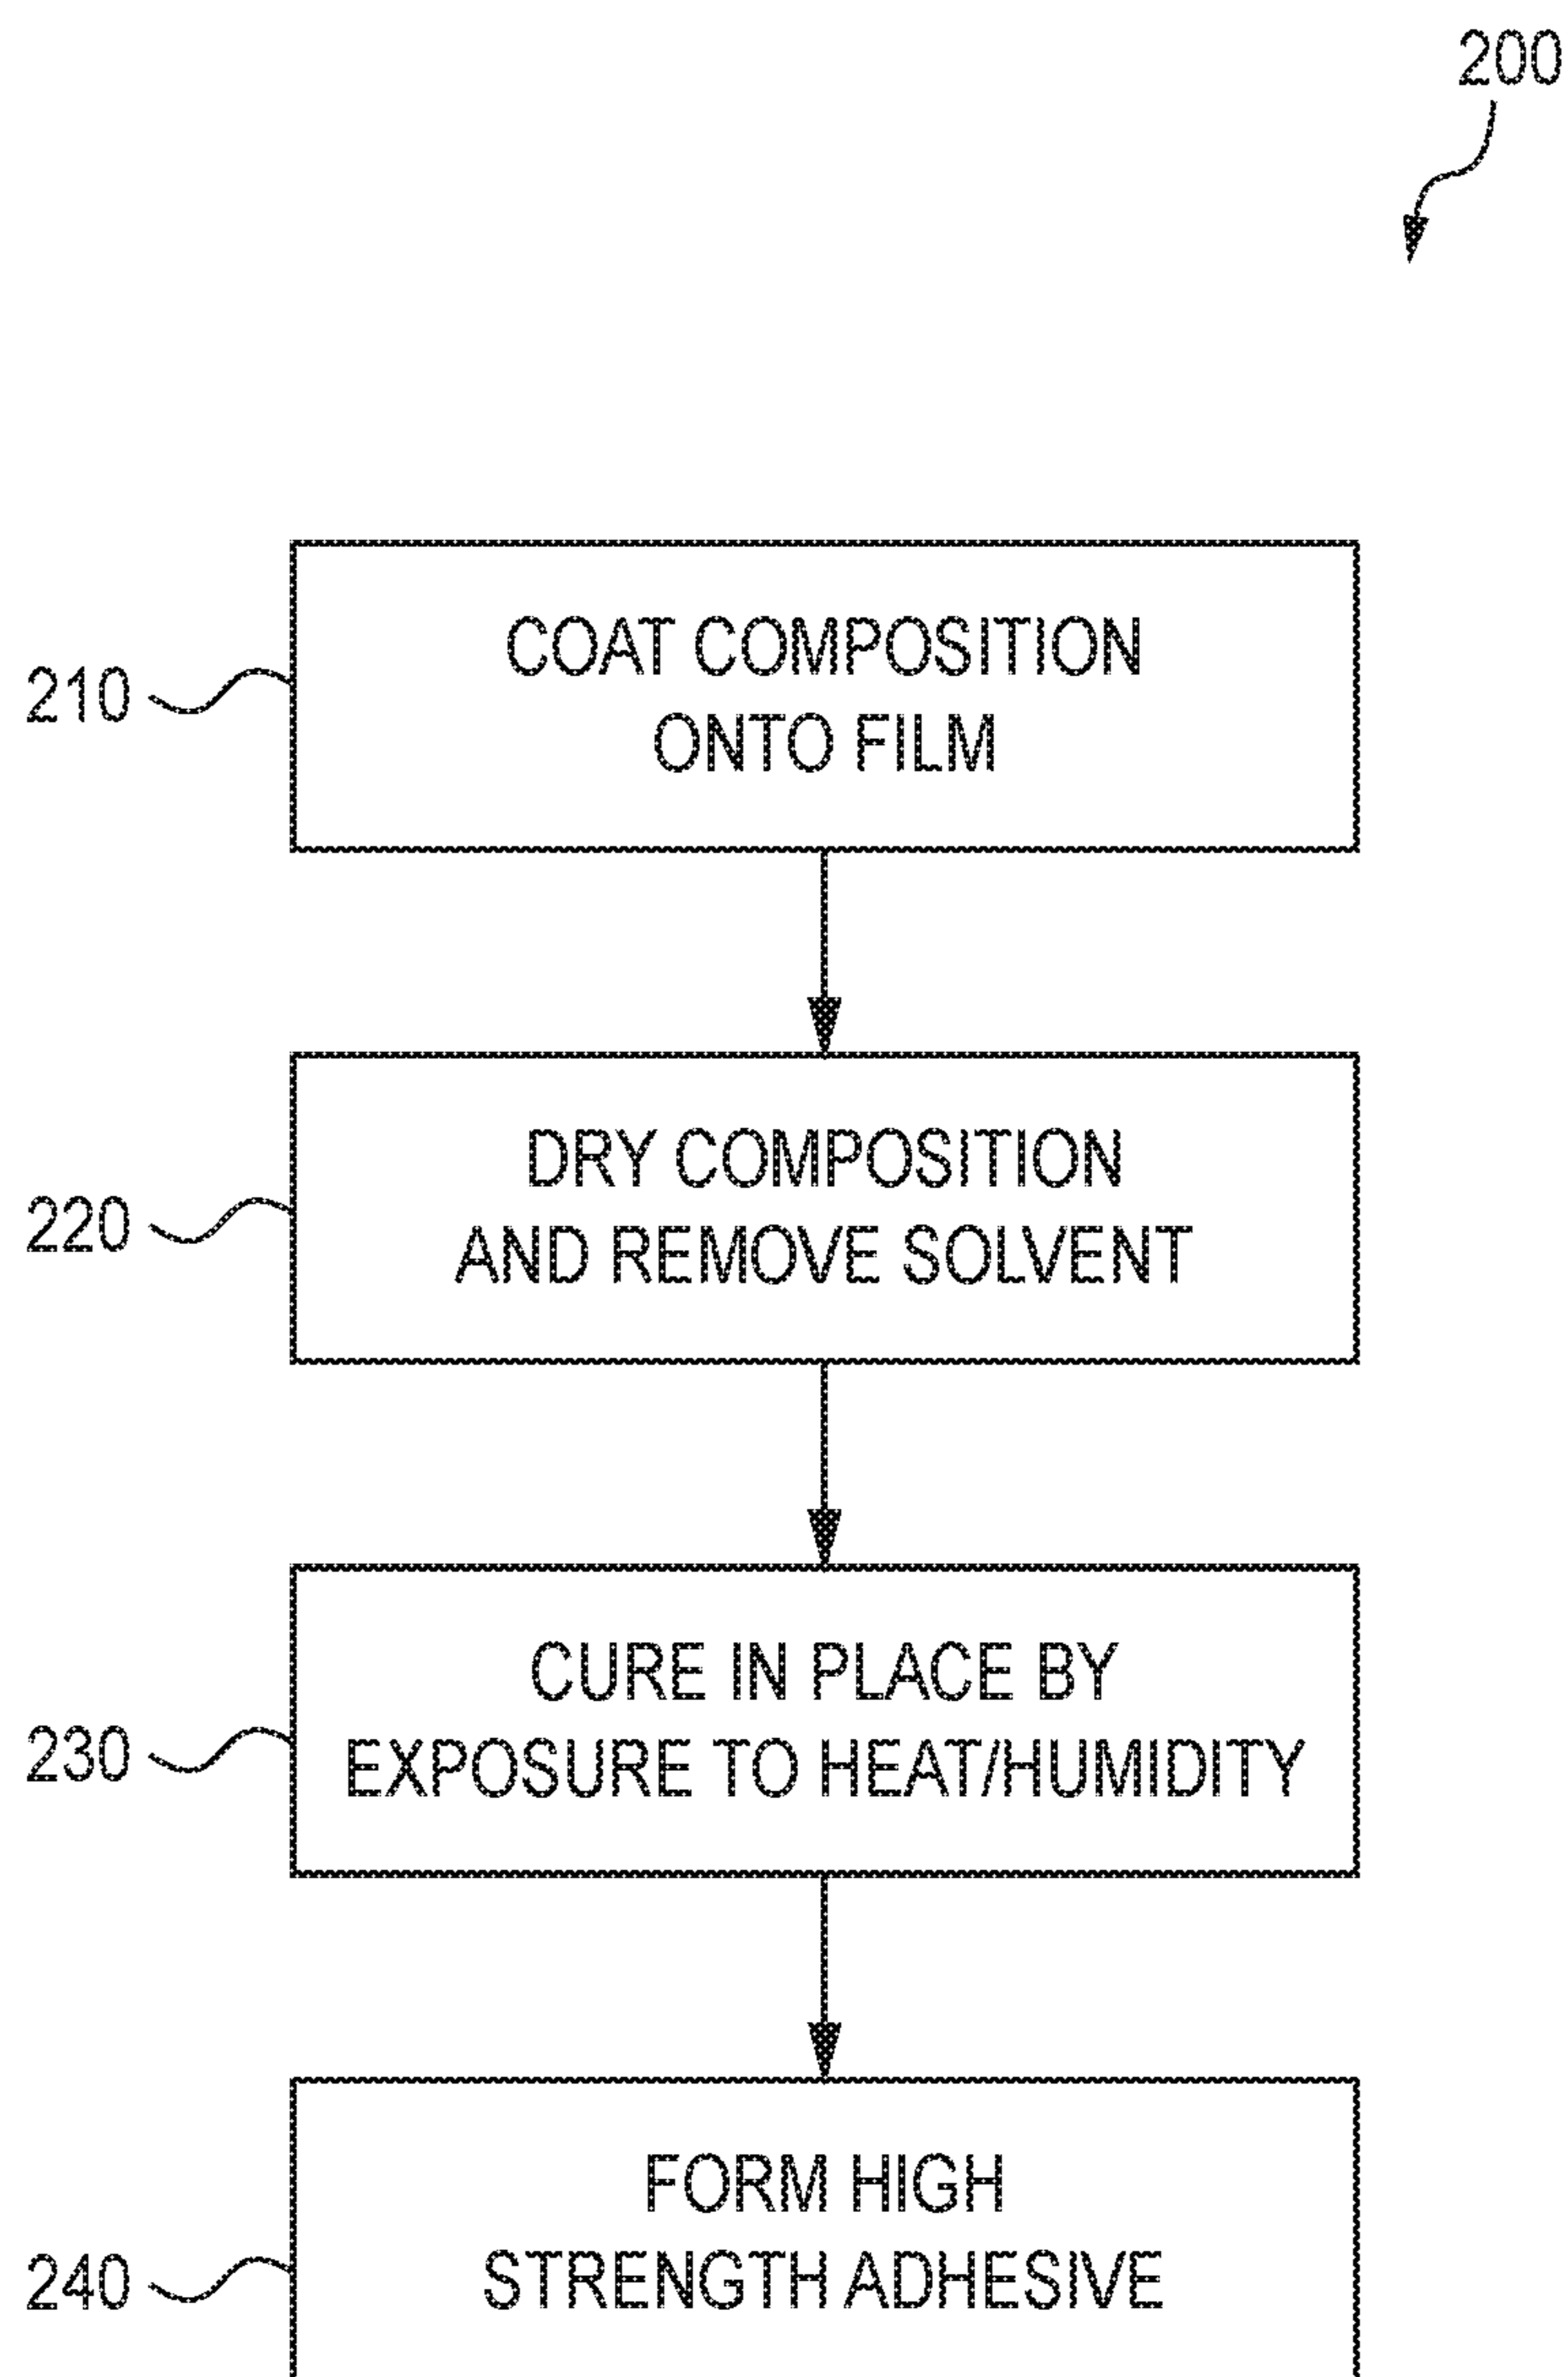 200
210
COAT COMPOSITION
ONTO FILM
220
DRY COMPOSITION
AND REMOVE SOLVENT
230
CURE IN PLACE BY
EXPOSURE TO HEAT/HUMIDITY
240
FORM HIGH
STRENGTH ADHESIVE